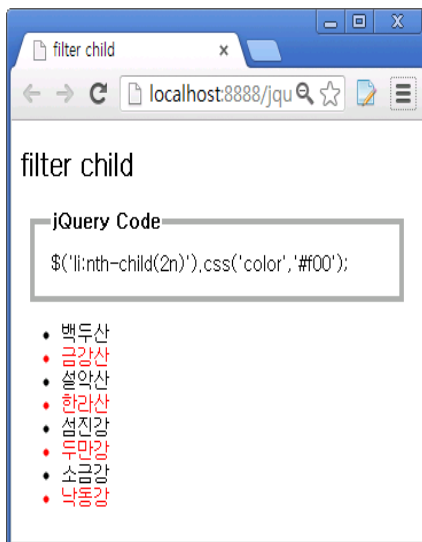 filter child
localhost:8888/jqu
filter child
jQuery Code
$('li:nth-child(2n)').css('color','#f00');
백두산
금강산
설악산
한라산
섬진강
두만강
소금강
낙동강